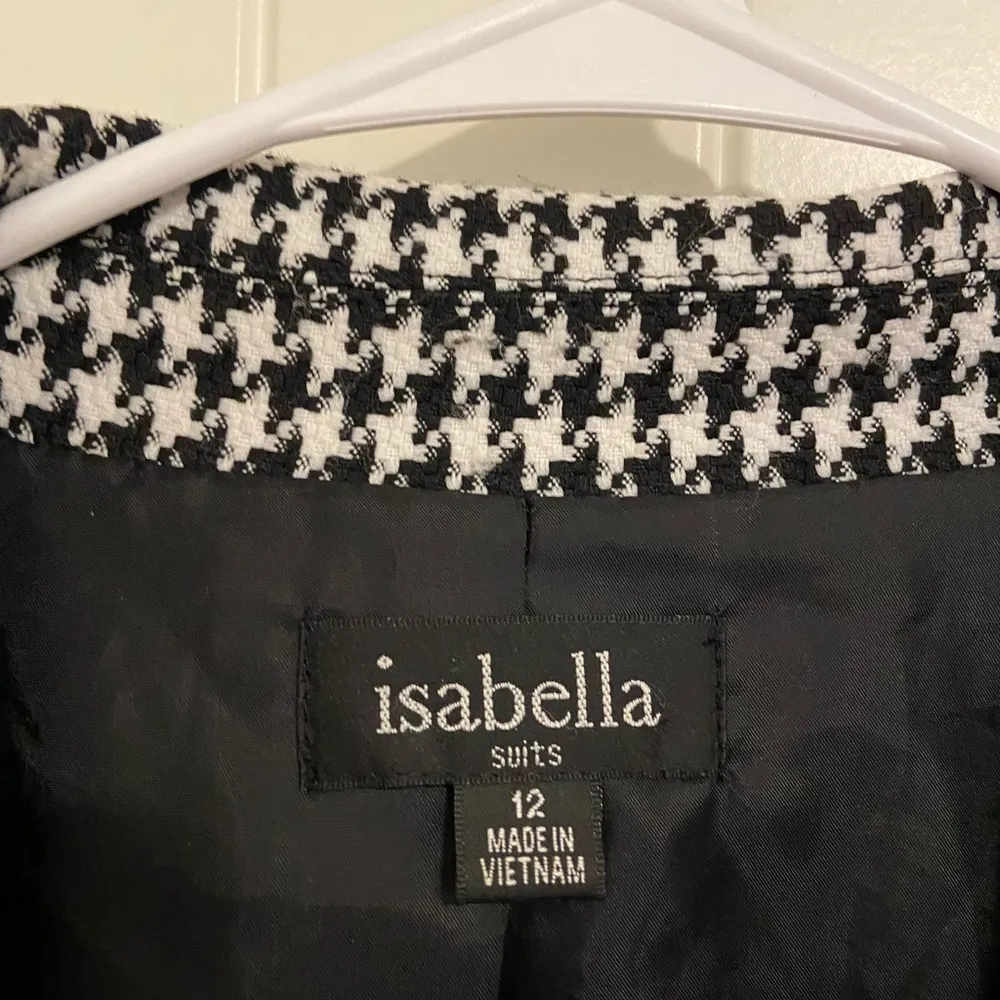 isabella
suits
12
MADE IN
VIETNAM